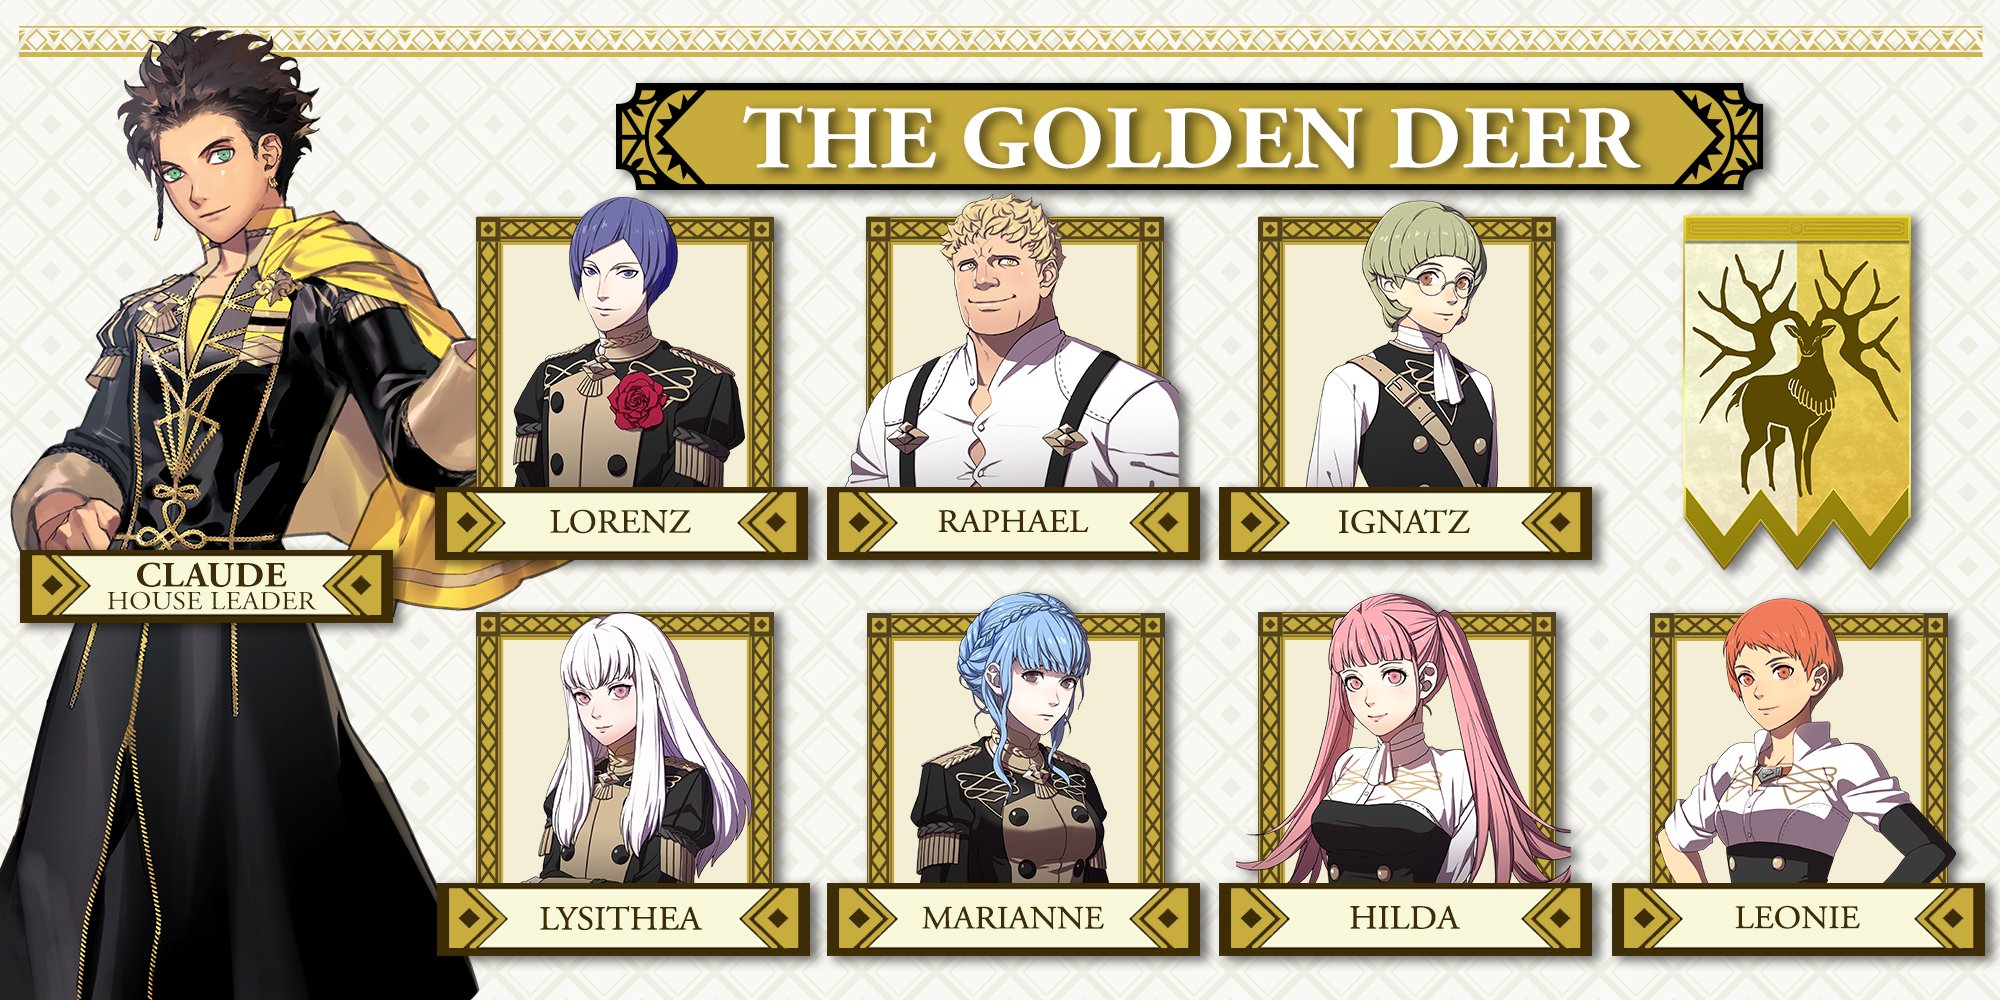 THE GOLDEN DEER
LORENZ
RAPHAEL
IGNATZ
CLAUDE
HOUSE LEADER
LYSITHEA
MARIANNE
HILDA
LEONIE